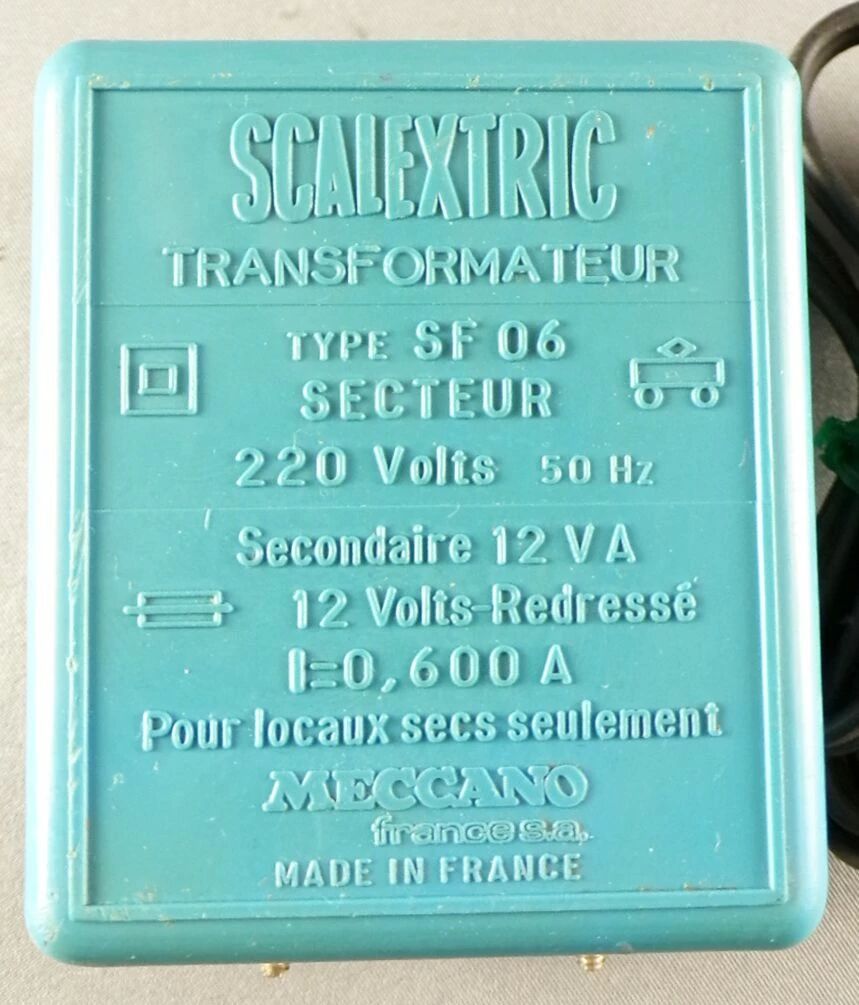 SCALEXTRIC
TRANSFORMATEUR
TYPE SF 06
SECTEUR
220 Volts 50 Hz
Secondaire 12 VA
12 Volts-Redressé
I=0,600 A
Pour locaux secs seulement
MECCANO
france s.a.
MADE IN FRANCE